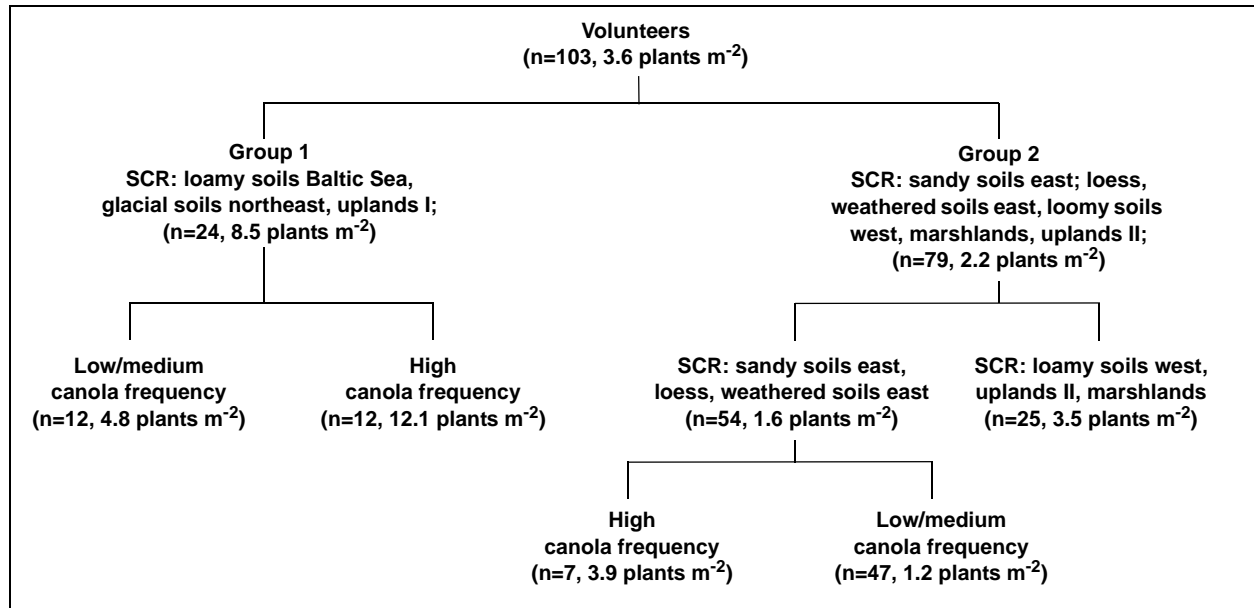 Volunteers
(n=103, 3.6 plants m-2)
Group 1
SCR: loamy soils Baltic Sea,
glacial soils northeast, uplands I;
(n=24, 8.5 plants m-2)
Group 2
SCR: sandy soils east; loess,
weathered soils east, loomy soils
west, marshlands, uplands II;
(n=79, 2.2 plants m-2)
Low/medium
canola frequency
(n=12, 4.8 plants m-2)
High
canola frequency
(n=12, 12.1 plants m-2)
SCR: sandy soils east,
loess, weathered soils east
(n=54, 1.6 plants m-2)
SCR: loamy soils west,
uplands II, marshlands
(n=25, 3.5 plants m-2)
High
canola frequency
(n=7, 3.9 plants m-2)
Low/medium
canola frequency
(n=47, 1.2 plants m-2)